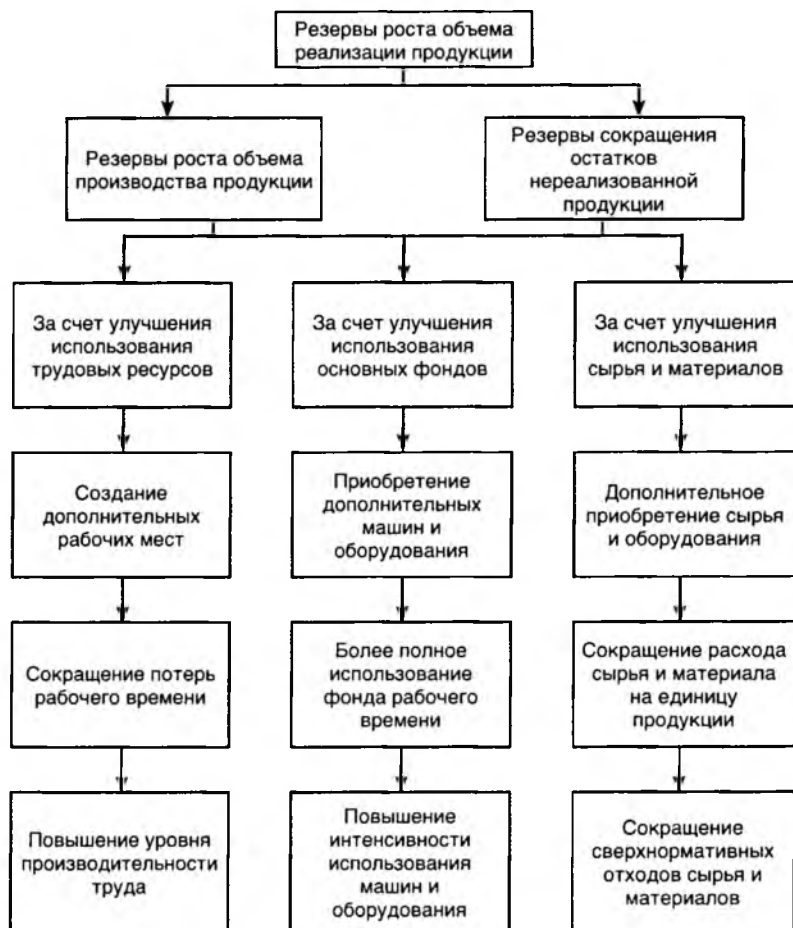 Резервы роста объема
реализации продукции
Резервы роста объема
производства продукции
Резервы сокращения
остатков
нереализованной
продукции
За счет улучшения
использования
трудовых ресурсов
За счет улучшения
использования
основных фондов
За счет улучшения
использования
сырья и материалов
Создание
дополнительных
рабочих мест
Приобретение
дополнительных
машин и
оборудования
Дополнительное
приобретение сырья
и оборудования
Сокращение потерь
рабочего времени
Более полное
использование
фонда рабочего
времени
Сокращение расхода
сырья и материала
на единицу
продукции
Повышение уровня
производительности
труда
Повышение
интенсивности
использования
машин и
оборудования
Сокращение
сверхнормативных
отходов сырья и
материалов